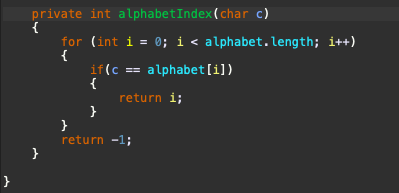 private int alphabetIndex(char c)
{
for (int i = 0; i < alphabet.length; i++)
{
if(c == alphabet[i])
{
return i;
}
}
return -1;
}
}